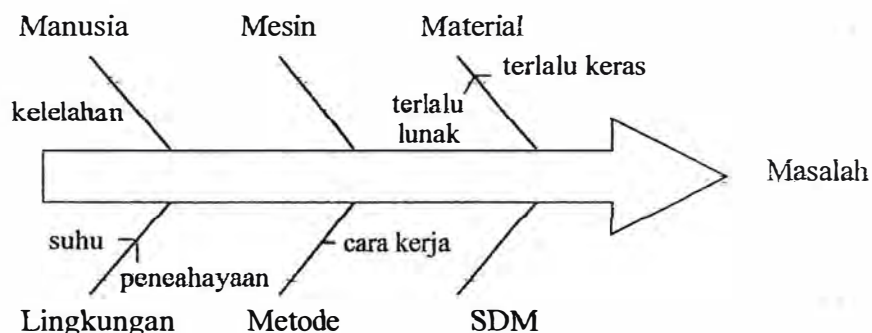 Manusia
Mesin
Material
terlalu keras
kelelahan
terlalu
lunak
Masalah
suhu
cara kerja
peneahayaan
Lingkungan
Metode
SDM